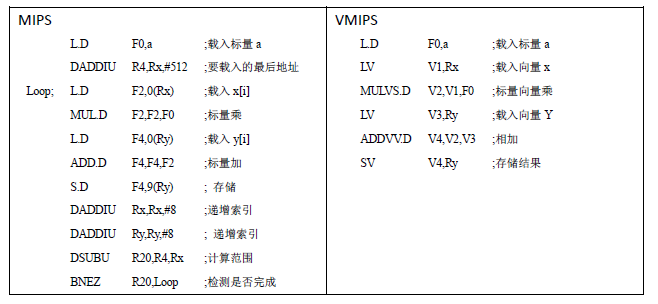 MIPS
L.D F0,a ;载入标量 a
DADDIU R4,Rx,#512 ;要载入的最后地址
Loop; L.D F2,0(Rx) ;载入 x[i]
MUL.D F2,F2,F0 ;标量乘
L.D F4,0(Ry) ;载入 y[i]
ADD.D F4,F4,F2 ;标量加
S.D F4,9(Ry) ; 存储
DADDIU Rx,Rx,#8 ;递增索引
DADDIU Ry,Ry,#8 ; 递增索引
DSUBU R20,R4,Rx ;计算范围
BNEZ R20,Loop ;检测是否完成
VMIPS
L.D F0,a ;载入标量 a
LV V1,Rx ;载入向量 x
MULVS.D V2,V1,F0 ;标量向量乘
LV V3,Ry ;载入向量 Y
ADDVV.D V4,V2,V3 ;相加
SV V4,Ry ;存储结果